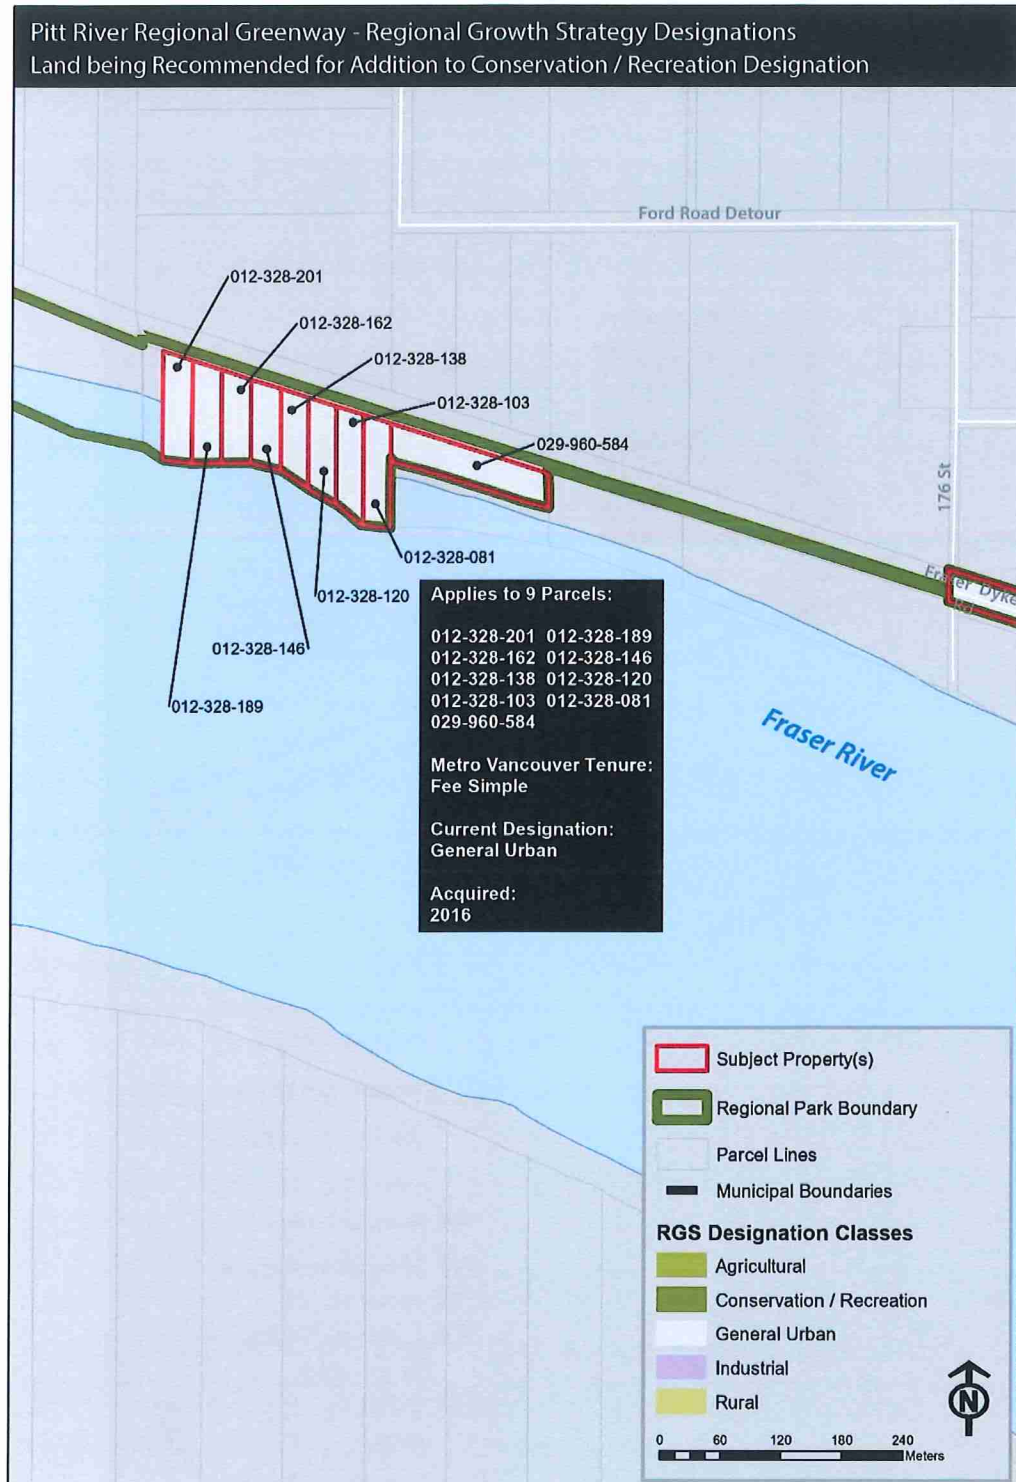 Pitt River Regional Greenway - Regional Growth Strategy Designations
Land being Recommended for Addition to Conservation / Recreation Designation
Ford Road Detour
012-328-201
012-328-162
012-328-138
012-328-103
029-960-584
176 St
012-328-081
Fraser Dyke
Rd
012-328-120
012-328-146
012-328-189
Applies to 9 Parcels:
012-328-201 012-328-189
012-328-162 012-328-146
012-328-138 012-328-120
012-328-103 012-328-081
029-960-584
Metro Vancouver Tenure:
Fee Simple
Current Designation:
General Urban
Acquired:
2016
Fraser River
Subject Property(s)
Regional Park Boundary
Parcel Lines
Municipal Boundaries
RGS Designation Classes
Agricultural
Conservation / Recreation
General Urban
Industrial
Rural
N
0 60 120 180 240
Meters